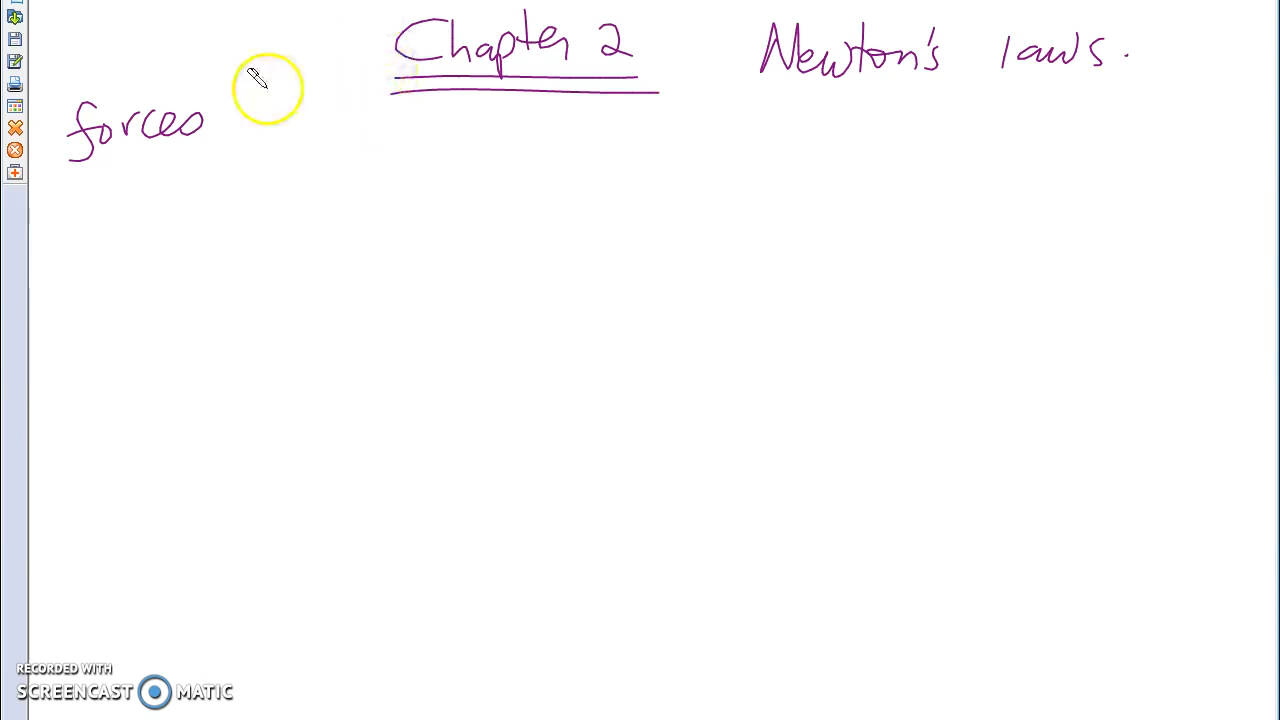 Chapter 2 Newton's laws.
forces
RECORDED WITH
SCREENCAST MATIC